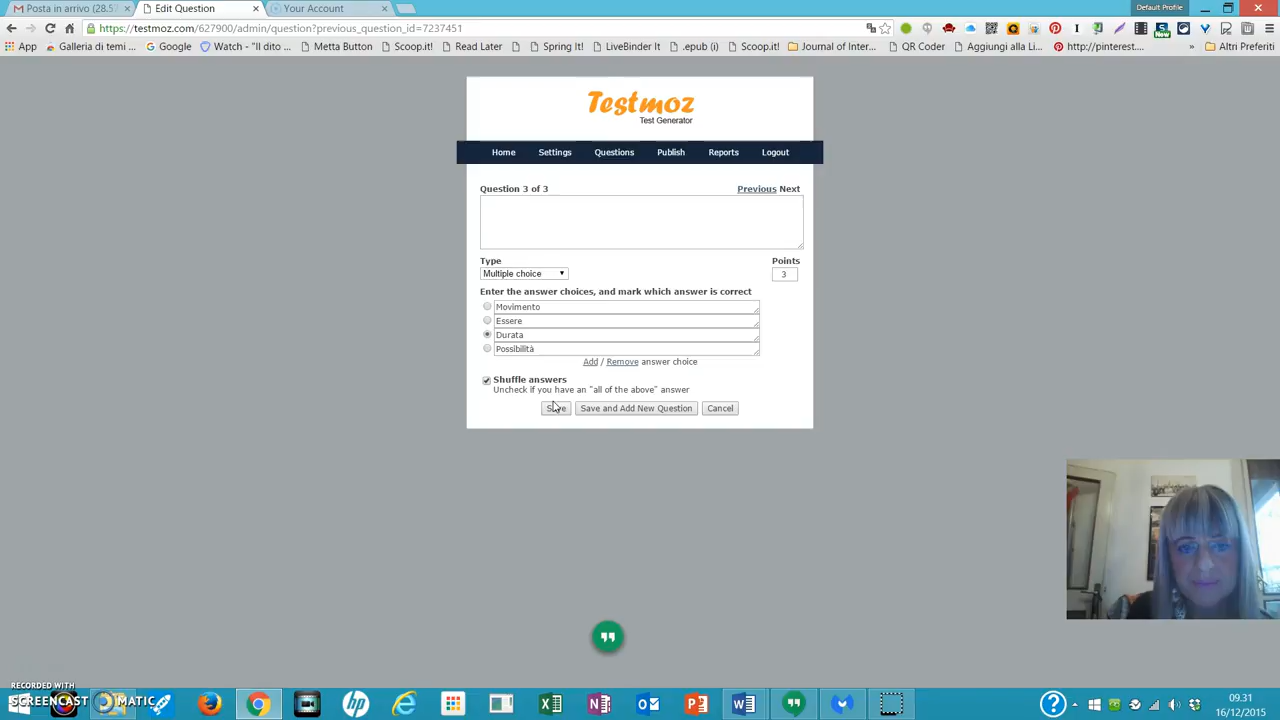 Posta in arrivo (28.5
Edit Question
Your Account
Default Profile
https://testmoz.com/627900/admin/question?previous_question_id=7237451
App
Galleria di temi ...
Google
Watch - "Il dito ...
Metta Button
Scoop.it!
Read Later
Spring It!
LiveBinder It
.epub (i)
Scoop.it!
Journal of Inter...
QR Coder
Aggiungi alla Li...
http://pinterest....
»
Altri Preferiti
New
Testmoz
Test Generator
Home Settings Questions Publish Reports Logout
Question 3 of 3
Previous Next
Type
Points
Multiple choice
3
Enter the answer choices, and mark which answer is correct
Movimento
Essere
Durata
Possibilità
Add / Remove answer choice
Shuffle answers
Uncheck if you have an "all of the above" answer
Save and Add New Question
Cancel
RECORDED WITH
SCREENCAST MATIC
09.31
16/12/2015